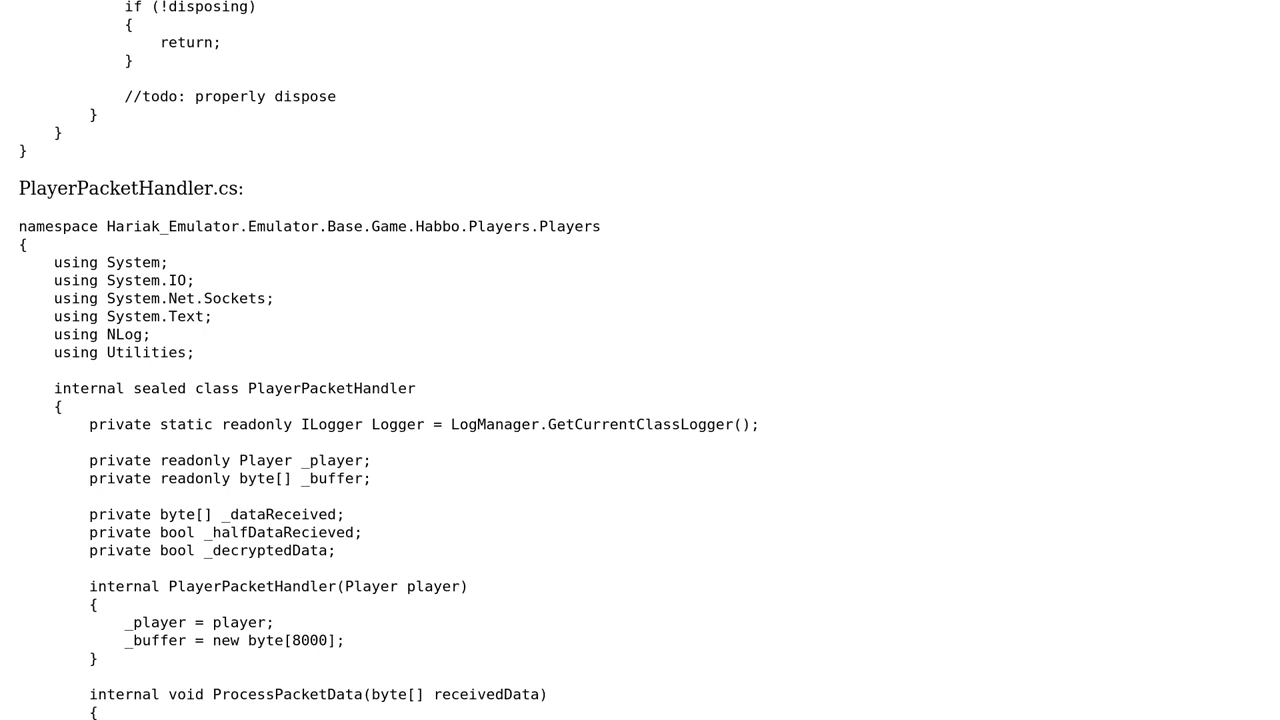 if (!disposing)
{
return;
}
//todo: properly dispose
}
}
}
PlayerPacketHandler.cs:
namespace Hariak_Emulator.Emulator.Base.Game.Habbo.Players.Players
{
using System;
using System.IO;
using System.Net.Sockets;
using System.Text;
using NLog;
using Utilities;
internal sealed class PlayerPacketHandler
{
private static readonly ILogger Logger = LogManager.GetCurrentClassLogger();
private readonly Player _player;
private readonly byte[] _buffer;
private byte[] _dataReceived;
private bool _halfDataRecieved;
private bool _decryptedData;
internal PlayerPacketHandler(Player player)
{
_player = player;
_buffer = new byte[8000];
}
internal void ProcessPacketData(byte[] receivedData)
{